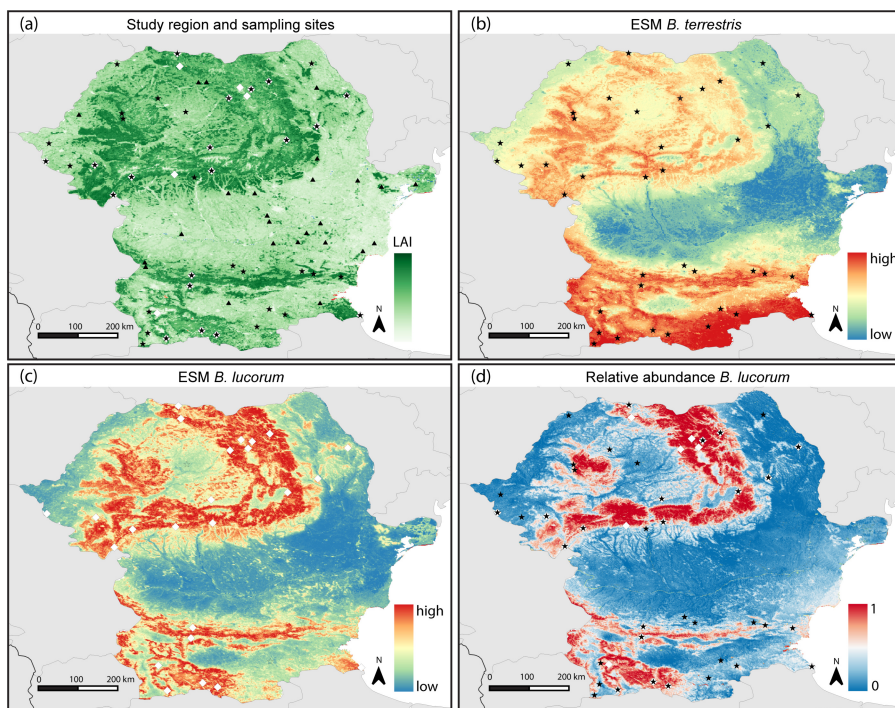 (a) Study region and sampling sites
LAI
N
0 100 200 km
(b) ESM B. terrestris
high
low
N
0 100 200 km
(c) ESM B. lucorum
high
low
N
0 100 200 km
(d) Relative abundance B. lucorum
1
0
N
0 100 200 km